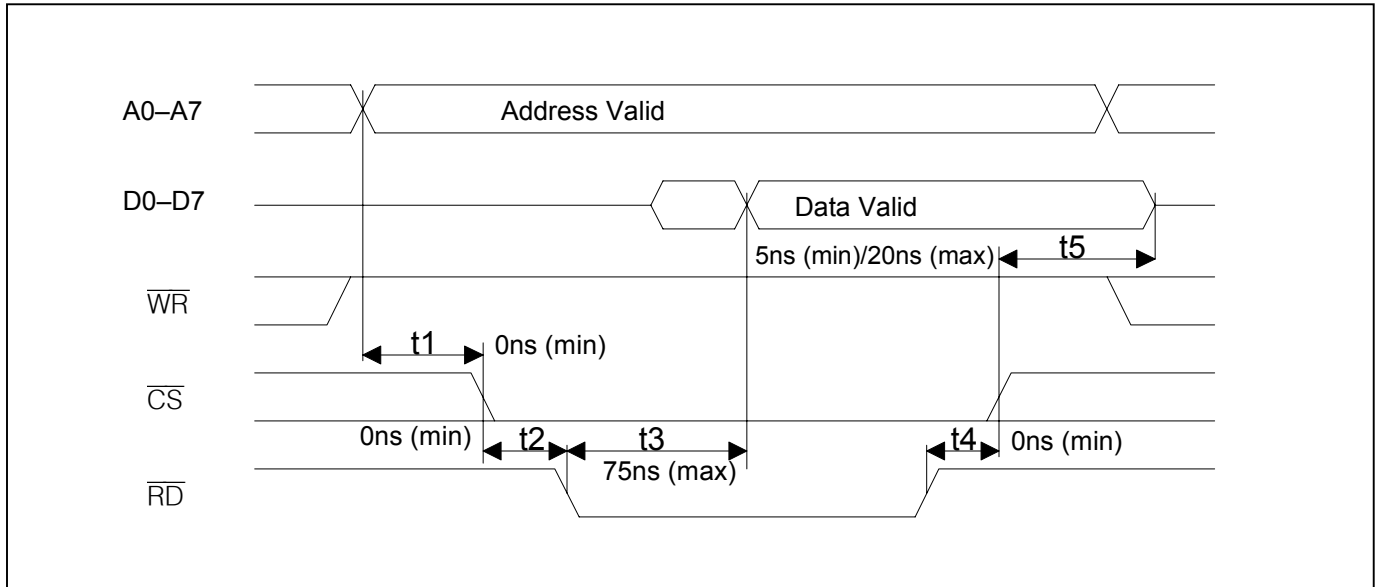 A0–A7
Address Valid
D0–D7
Data Valid
5ns (min)/20ns (max)
t5
WR
t1
0ns (min)
CS
0ns (min)
t2
t3
t4
0ns (min)
75ns (max)
RD